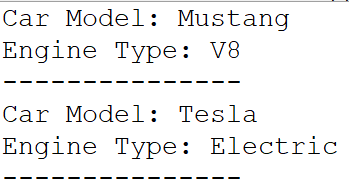 Car Model: Mustang
Engine Type: V8
---------------
Car Model: Tesla
Engine Type: Electric
---------------